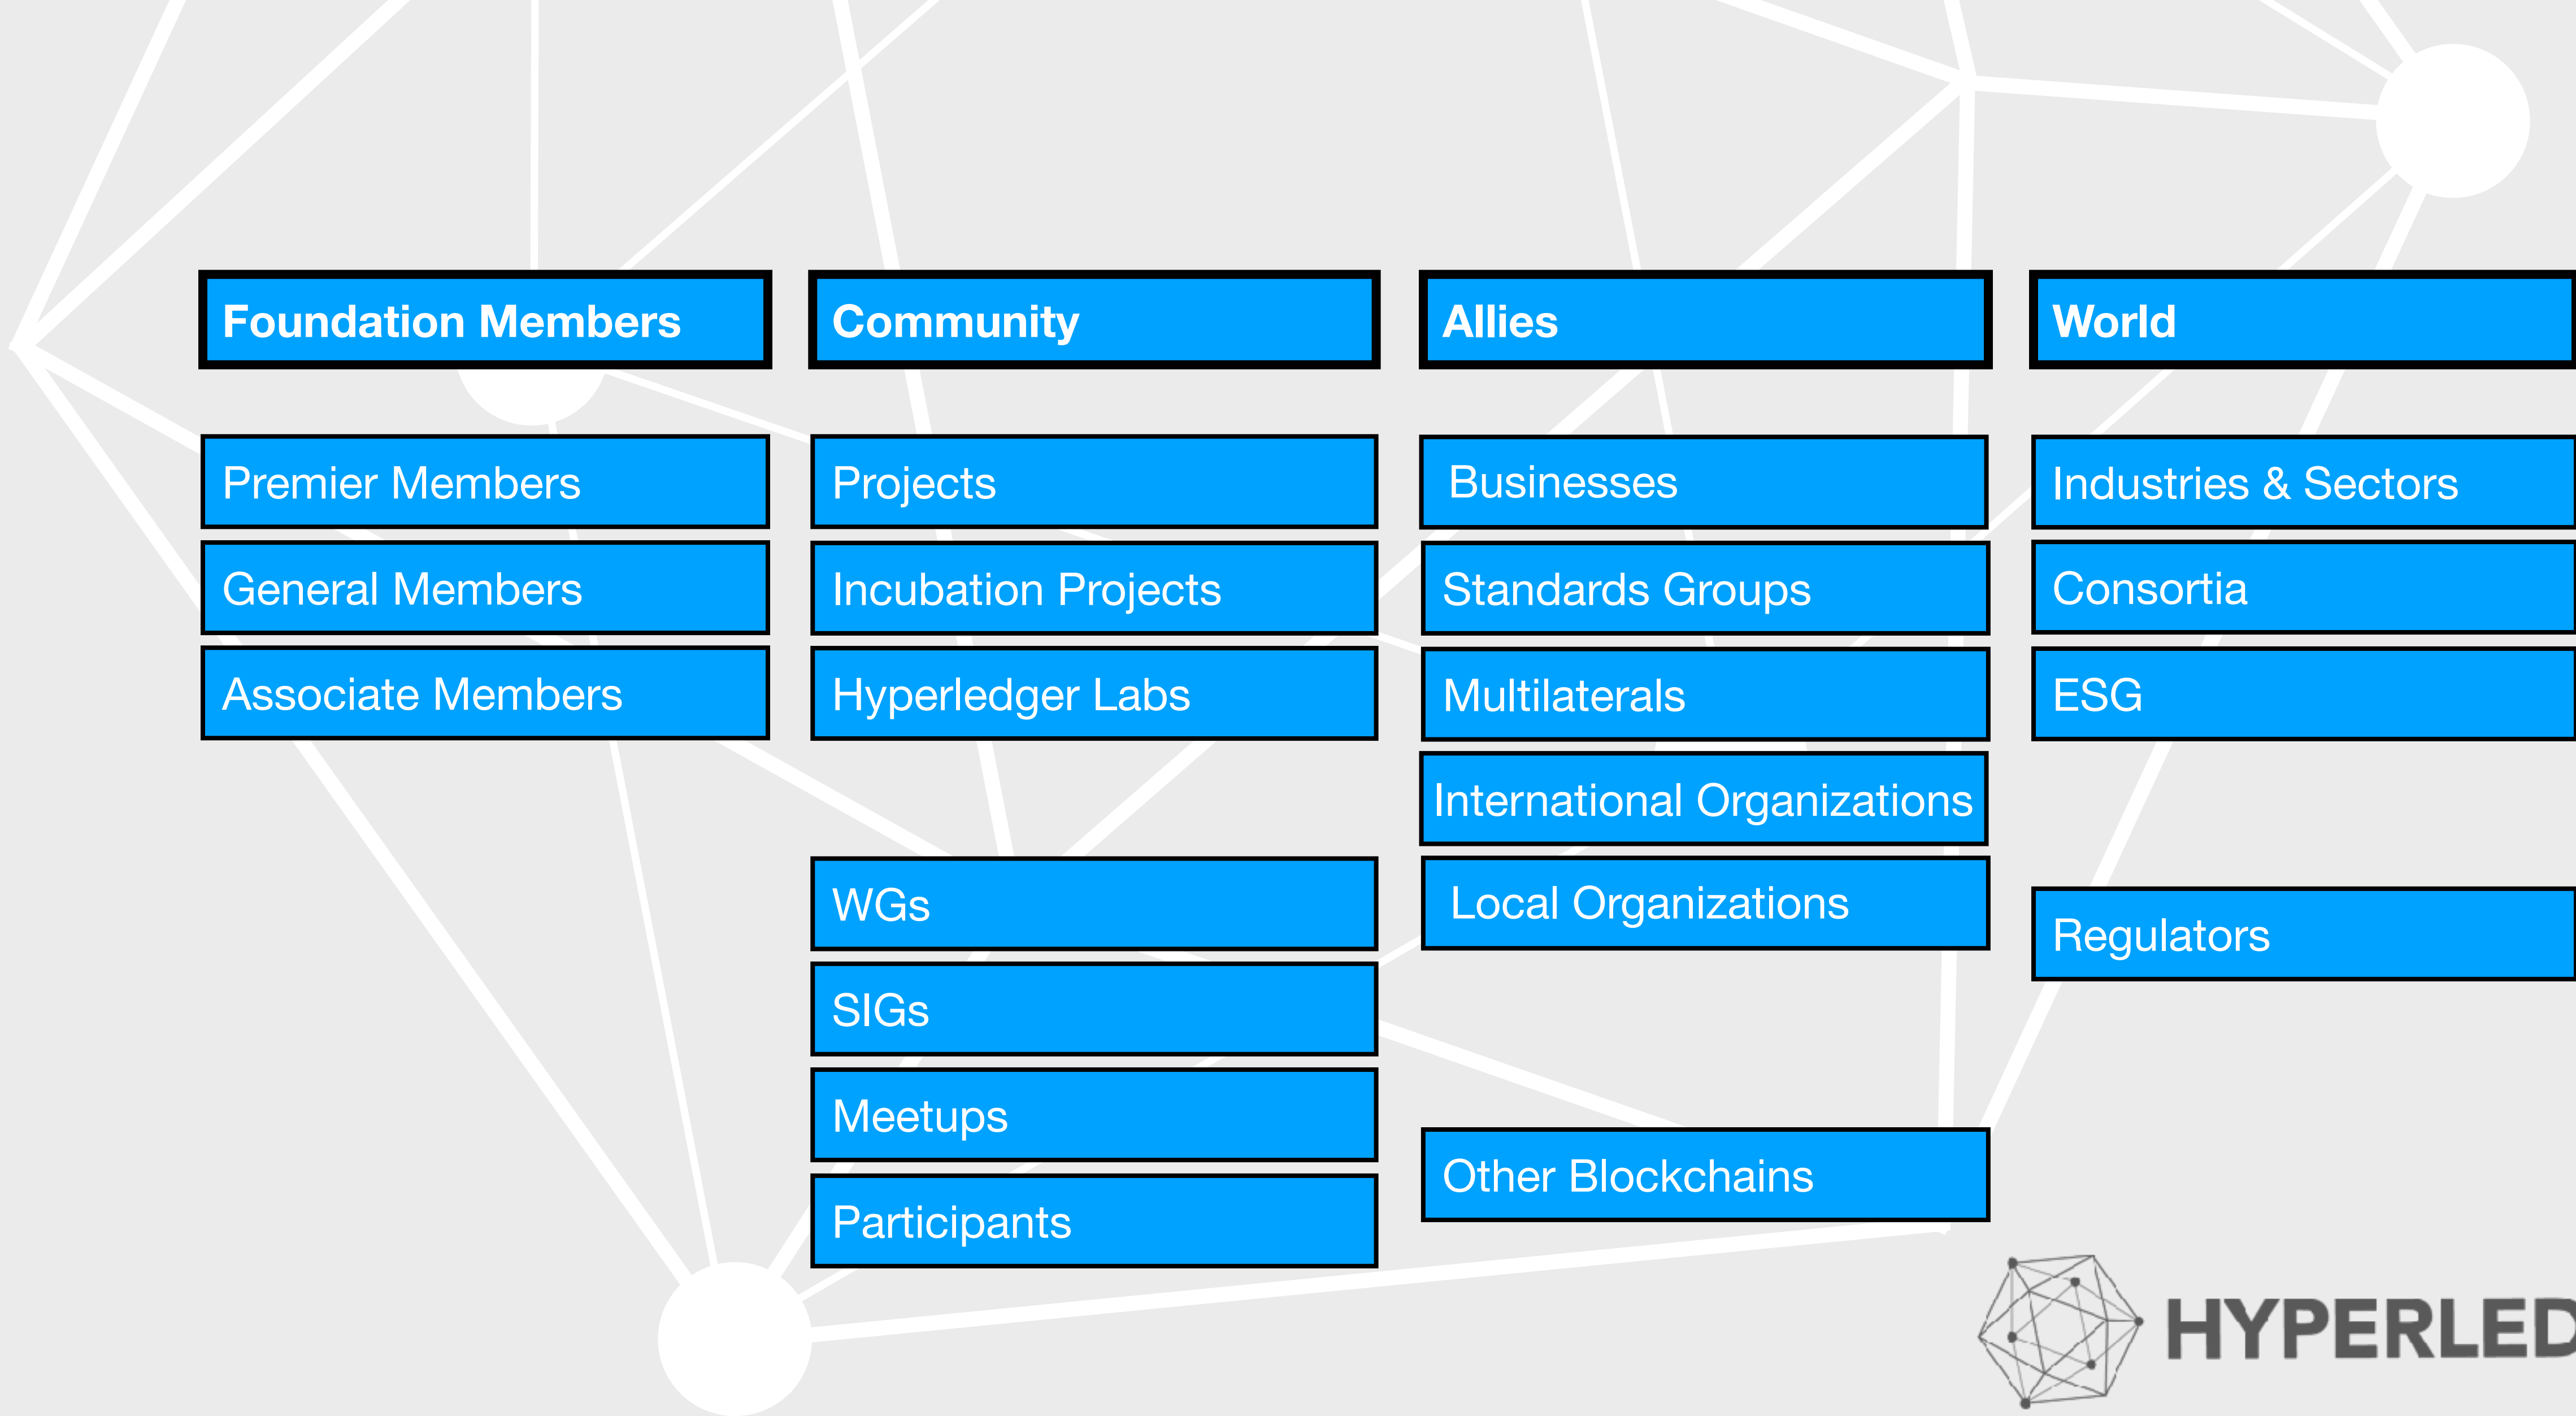 Foundation Members
Premier Members
General Members
Associate Members
Community
Projects
Incubation Projects
Hyperledger Labs
WGs
SIGs
Meetups
Participants
Allies
Businesses
Standards Groups
Multilaterals
International Organizations
Local Organizations
Other Blockchains
World
Industries & Sectors
Consortia
ESG
Regulators
HYPERLED